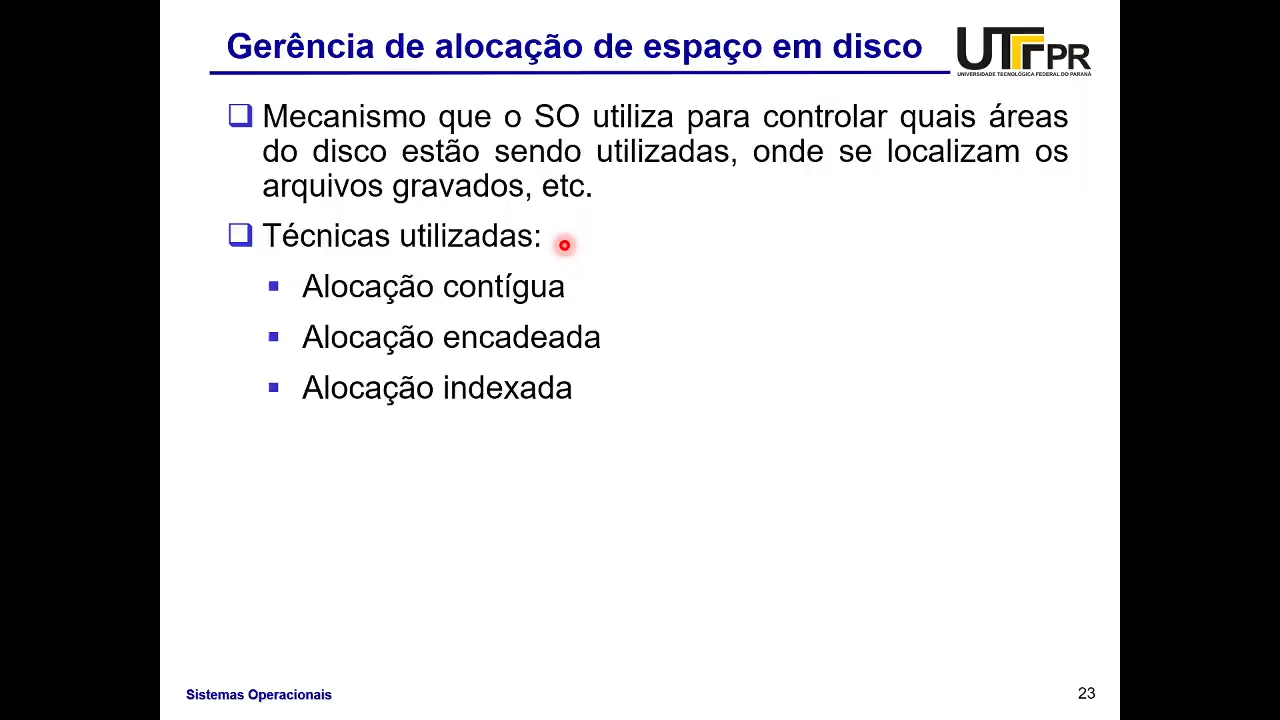 Gerência de alocação de espaço em disco
UTFPR
UNIVERSIDADE TECNOLÓGICA FEDERAL DO PARANÁ
Mecanismo que o SO utiliza para controlar quais áreas
do disco estão sendo utilizadas, onde se localizam os
arquivos gravados, etc.
Técnicas utilizadas:
Alocação contígua
Alocação encadeada
Alocação indexada
Sistemas Operacionais
23